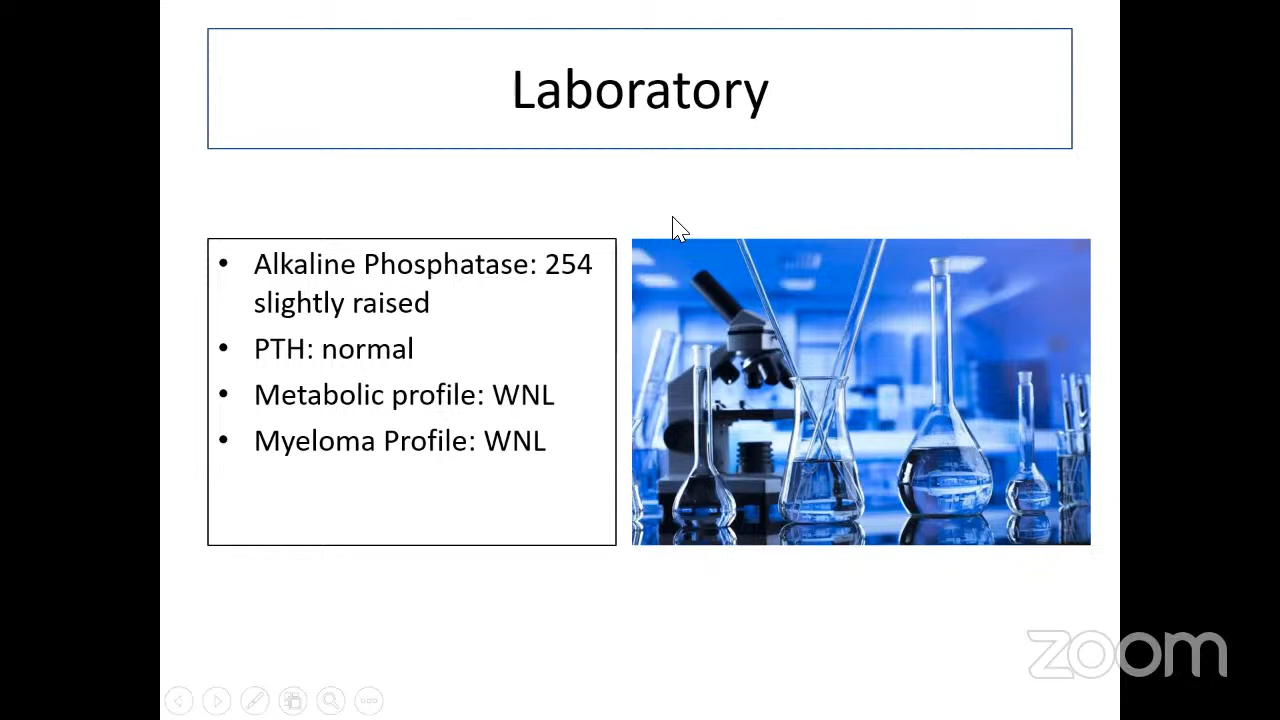 Laboratory
• Alkaline Phosphatase: 254
slightly raised
• PTH: normal
• Metabolic profile: WNL
• Myeloma Profile: WNL
zoom